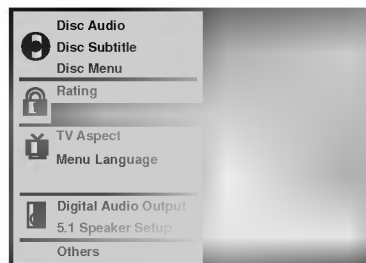 Disc Audio
Disc Subtitle
Disc Menu
Rating
TV Aspect
Menu Language
Digital Audio Output
5.1 Speaker Setup
Others